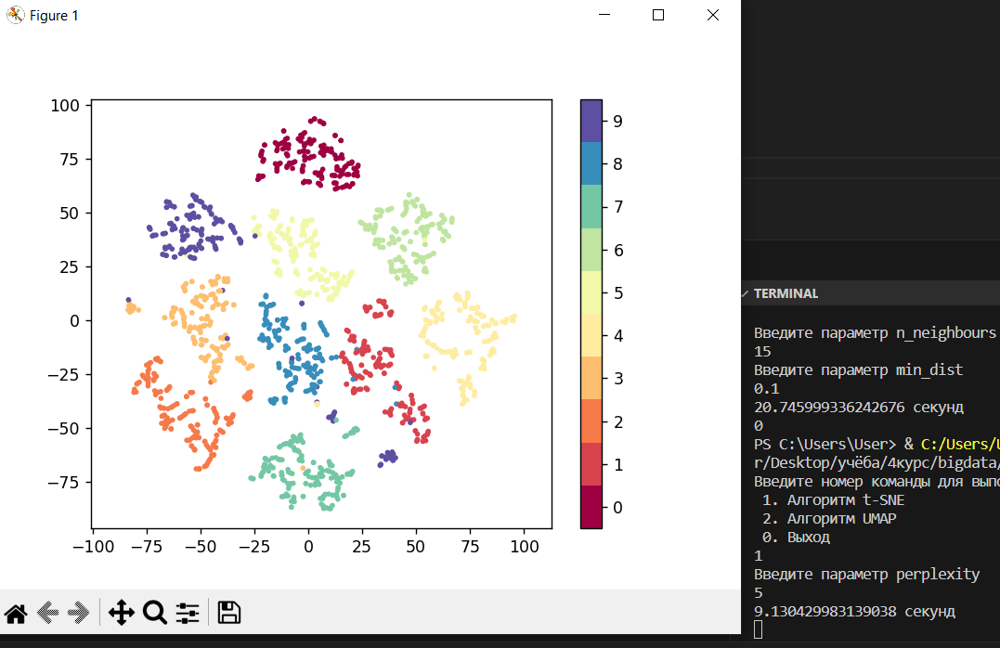 Figure 1
100
75
50
25
0
−25
−50
−75
−100 −75 −50 −25 0 25 50 75 100
9
8
7
6
5
4
3
2
1
0
TERMINAL
Введите параметр n_neighbours
15
Введите параметр min_dist
0.1
20.745999336242676 секунд
0
PS C:\Users\User> & C:/Users/U
r/Desktop/учёба/4курс/bigdata/
Введите номер команды для выпо
1. Алгоритм t-SNE
2. Алгоритм UMAP
0. Выход
1
Введите параметр perplexity
5
9.130429983139038 секунд